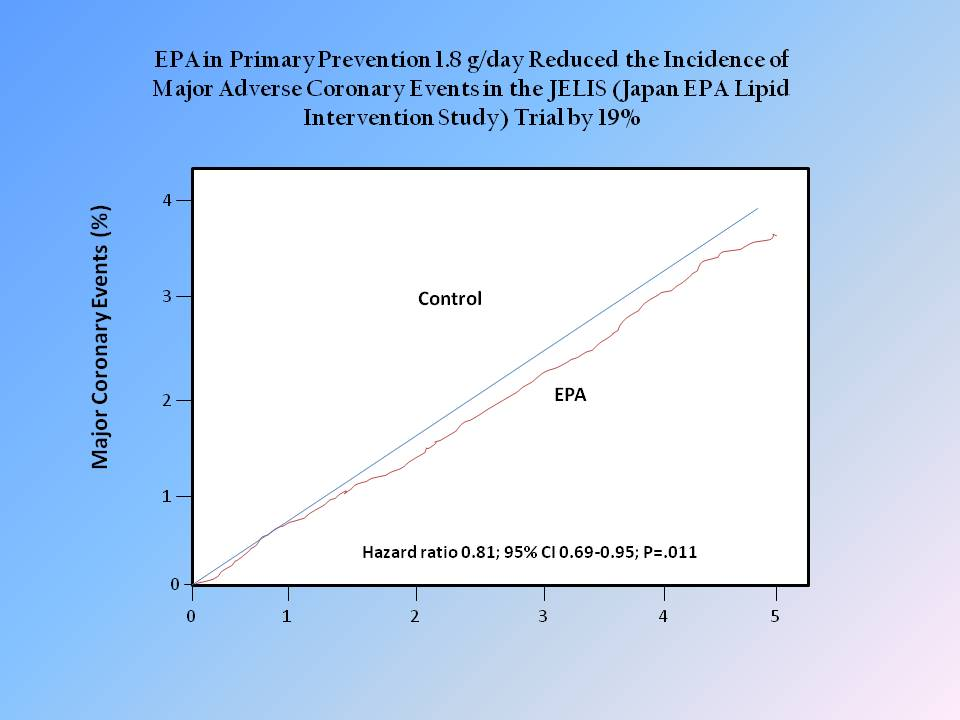 EPA in Primary Prevention 1.8 g/day Reduced the Incidence of
Major Adverse Coronary Events in the JELIS (Japan EPA Lipid
Intervention Study) Trial by 19%
Major Coronary Events (%)
4
3
2
1
0
Control
EPA
Hazard ratio 0.81; 95% CI 0.69-0.95; P=.011
0 1 2 3 4 5